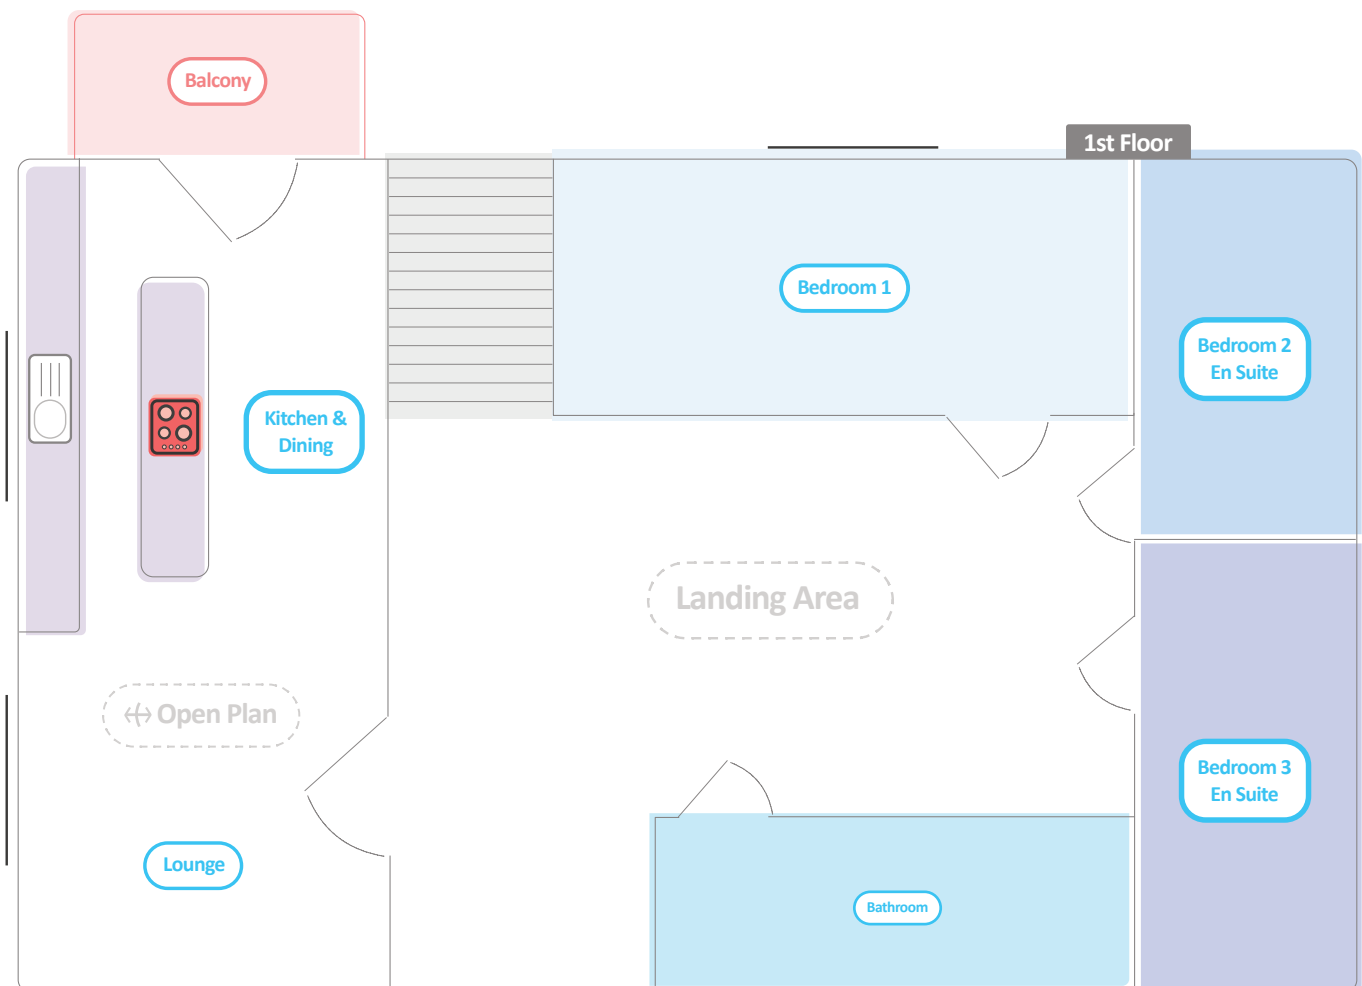 Balcony
1st Floor
Bedroom 1
Bedroom 2
En Suite
Kitchen &
Dining
Landing Area
Open Plan
Bedroom 3
En Suite
Lounge
Bathroom